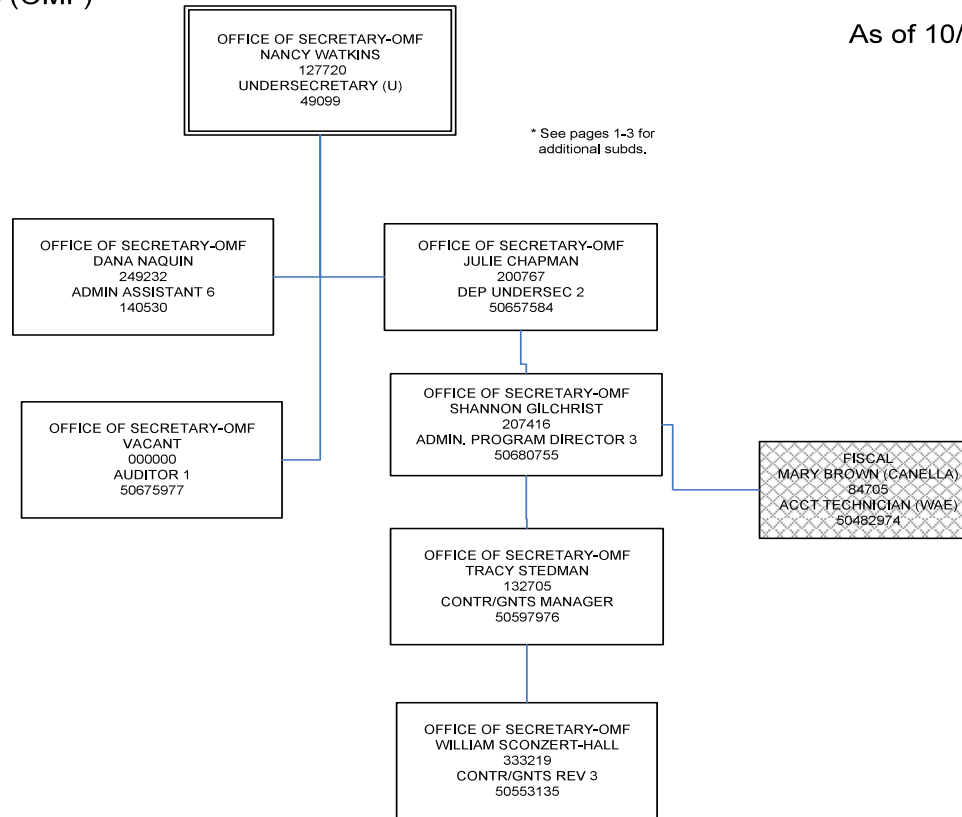 (OMF)
As of 10/
OFFICE OF SECRETARY-OMF
NANCY WATKINS
127720
UNDERSECRETARY (U)
49099
* See pages 1-3 for
additional subds.
OFFICE OF SECRETARY-OMF
DANA NAQUIN
249232
ADMIN ASSISTANT 6
140530
OFFICE OF SECRETARY-OMF
JULIE CHAPMAN
200767
DEP UNDERSEC 2
50657584
OFFICE OF SECRETARY-OMF
VACANT
000000
AUDITOR 1
50675977
OFFICE OF SECRETARY-OMF
SHANNON GILCHRIST
207416
ADMIN. PROGRAM DIRECTOR 3
50680755
FISCAL
MARY BROWN (CANELLA)
84705
ACCT TECHNICIAN (WAE)
50482974
OFFICE OF SECRETARY-OMF
TRACY STEDMAN
132705
CONTR/GNTS MANAGER
50597976
OFFICE OF SECRETARY-OMF
WILLIAM SCONZERT-HALL
333219
CONTR/GNTS REV 3
50553135